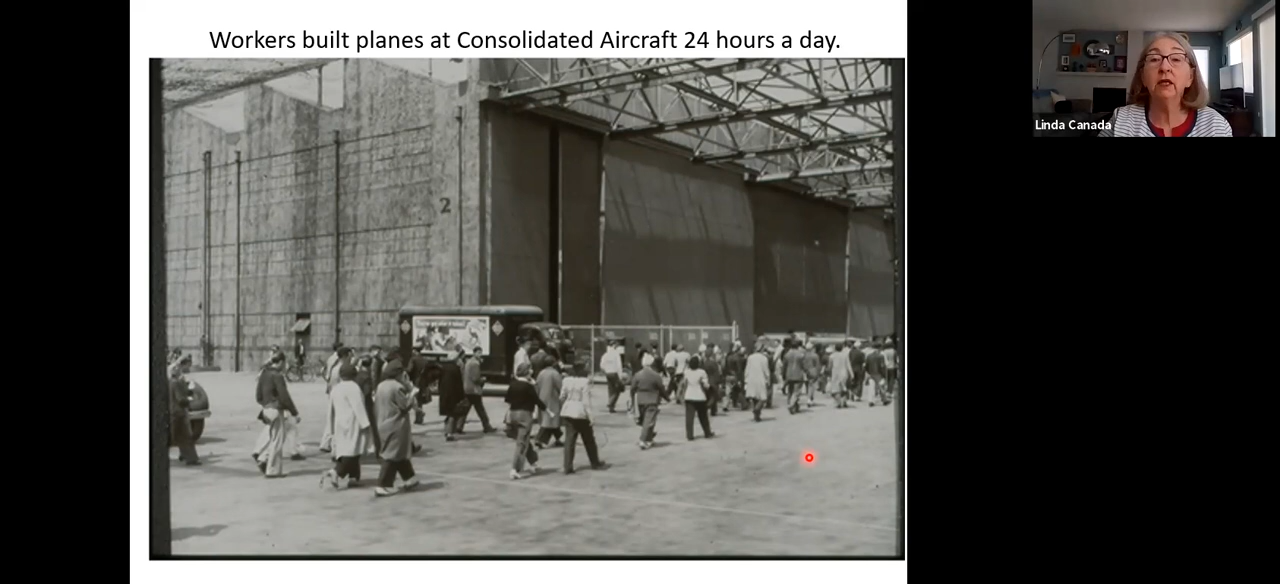 Workers built planes at Consolidated Aircraft 24 hours a day.
Linda Canada
2